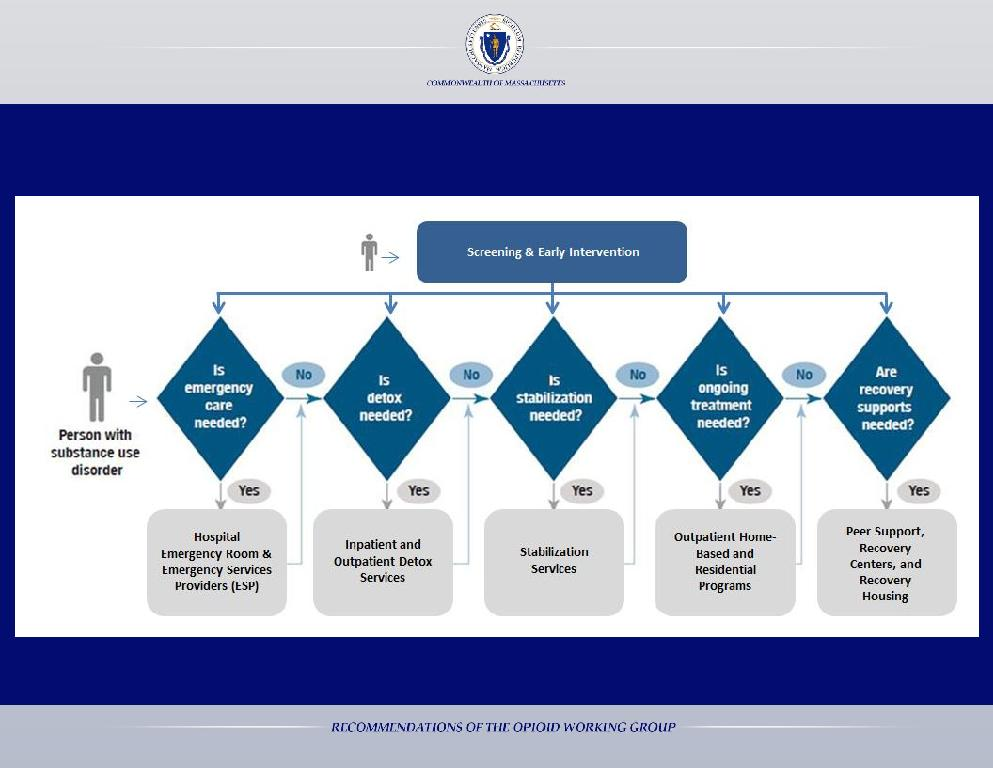 COMMONWEALTH OF MASSACHUSETTS
Screening & Early Intervention
Is
emergency
care
needed?
No
Is
detox
needed?
No
Is
stabilization
needed?
No
Is
ongoing
treatment
needed?
No
Are
recovery
supports
needed?
Person with
substance use
disorder
Yes
Yes
Yes
Yes
Yes
Hospital
Emergency Room &
Emergency Services
Providers (ESP)
Inpatient and
Outpatient Detox
Services
Stabilization
Services
Outpatient Home-
Based and
Residential
Programs
Peer Support,
Recovery
Centers, and
Recovery
Housing
RECOMMENDATIONS OF THE OPIOID WORKING GROUP